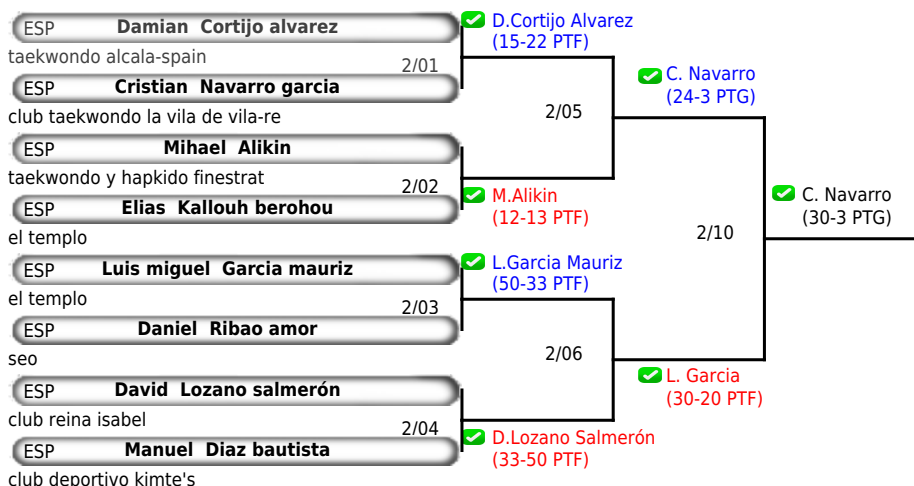 ESP Damian Cortijo alvarez
D.Cortijo Alvarez
(15-22 PTF)
taekwondo alcala-spain
2/01
ESP Cristian Navarro garcia
C. Navarro
(24-3 PTG)
club taekwondo la vila de vila-re
2/05
ESP Mihael Alikin
taekwondo y hapkido finestrat
2/02
M.Alikin
(12-13 PTF)
C. Navarro
(30-3 PTG)
ESP Elias Kallouh berohou
el templo
2/10
ESP Luis miguel Garcia mauriz
L.Garcia Mauriz
(50-33 PTF)
el templo
2/03
ESP Daniel Ribao amor
seo
2/06
ESP David Lozano salmerón
L. Garcia
(30-20 PTF)
club reina isabel
2/04
D.Lozano Salmerón
(33-50 PTF)
ESP Manuel Diaz bautista
club deportivo kimte's